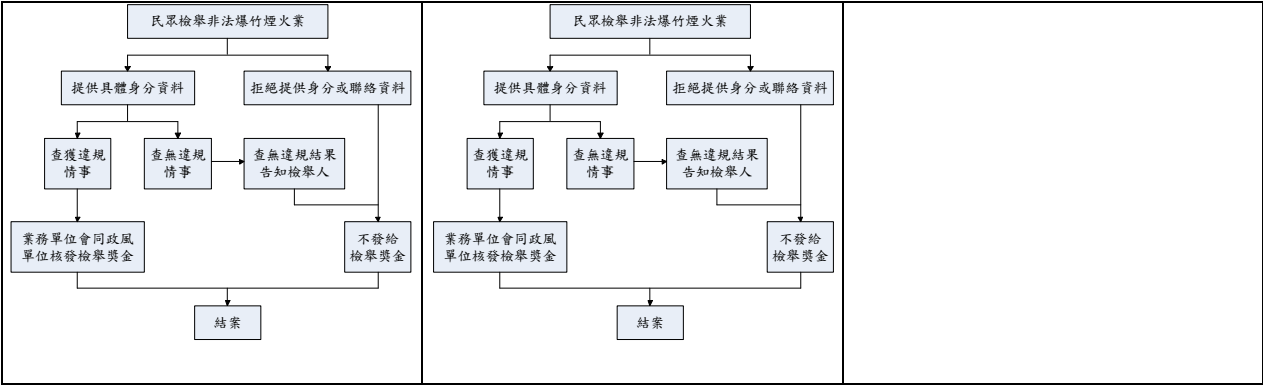 民眾檢舉非法爆竹煙火業
提供具體身分資料
拒絕提供身分或聯絡資料
查獲違規
情事
查無違規
情事
查無違規結果
告知檢舉人
業務單位會同政風
單位核發檢舉獎金
不發給
檢舉獎金
結案
民眾檢舉非法爆竹煙火業
提供具體身分資料
拒絕提供身分或聯絡資料
查獲違規
情事
查無違規
情事
查無違規結果
告知檢舉人
業務單位會同政風
單位核發檢舉獎金
不發給
檢舉獎金
結案